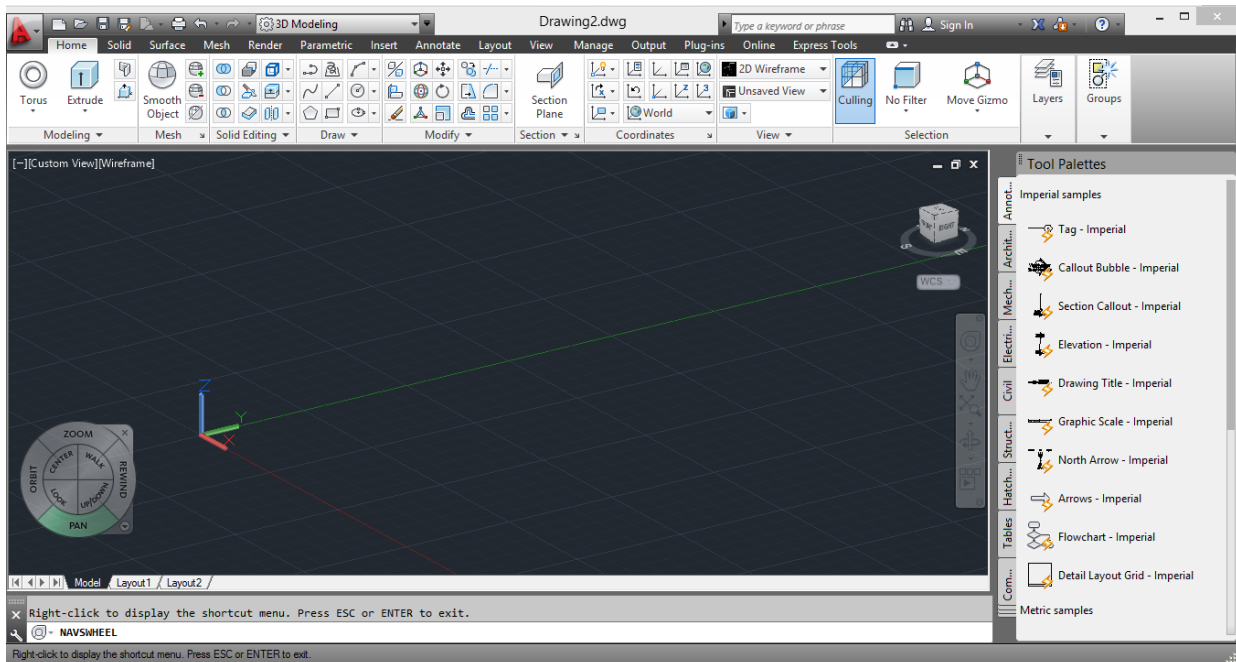 3D Modeling
Drawing2.dwg
Type a keyword or phrase
Sign In
Home Solid Surface Mesh Render Parametric Insert Annotate Layout View Manage Output Plug-ins Online Express Tools
2D Wireframe
Unsaved View
World
Torus
Extrude
Smooth
Object
Section
Plane
Culling
No Filter
Move Gizmo
Layers
Groups
Modeling
Mesh
Solid Editing
Draw
Modify
Section
Coordinates
View
Selection
[−][Custom View][Wireframe]
RIGHT
S
E
WCS
Z
Y
X
ZOOM
CENTER
WALK
REWIND
ORBIT
LOOK
UP/DOWN
PAN
Model Layout1 Layout2
Right-click to display the shortcut menu. Press ESC or ENTER to exit.
NAVSWHEEL
Right-click to display the shortcut menu. Press ESC or ENTER to exit.
Tool Palettes
Annot...
Archit...
Mech...
Electri...
Civil
Struct...
Hatch...
Tables
Com...
Imperial samples
Tag - Imperial
Callout Bubble - Imperial
Section Callout - Imperial
Elevation - Imperial
Drawing Title - Imperial
Graphic Scale - Imperial
North Arrow - Imperial
Arrows - Imperial
Flowchart - Imperial
Detail Layout Grid - Imperial
Metric samples